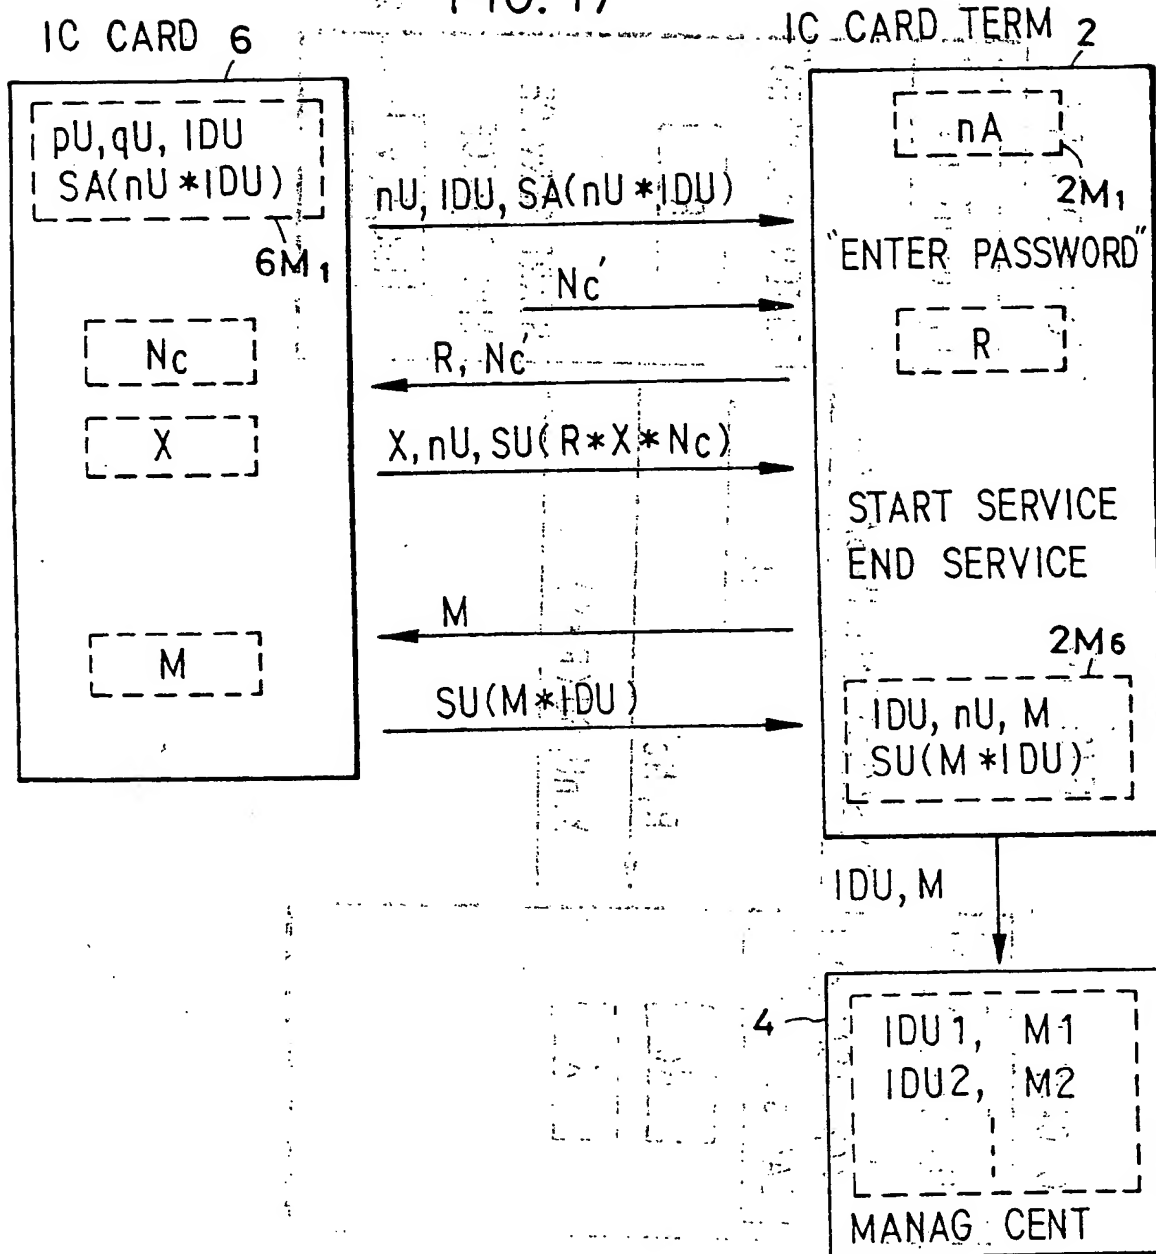 FIG. 17
IC CARD 6
IC CARD TERM 2
pU, qU, IDU
SA(nU*IDU)
6M1
nA
2M1
nU, IDU, SA(nU*IDU)
"ENTER PASSWORD"
Nc'
Nc
R, Nc'
R
X
X, nU, SU(R*X*Nc)
START SERVICE
END SERVICE
M
M
2M6
SU(M*IDU)
IDU, nU, M
SU(M*IDU)
IDU, M
4
IDU1, M1
IDU2, M2
MANAG CENT